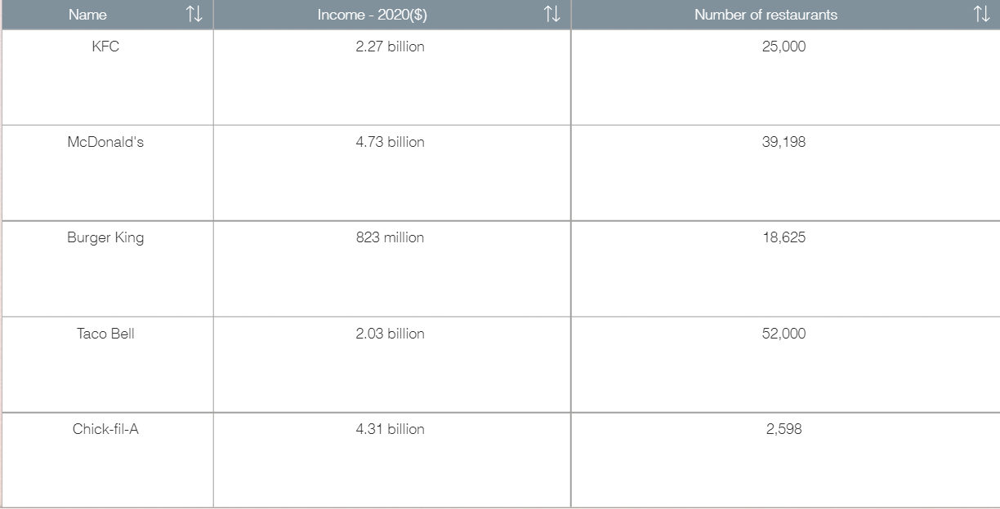 Name Income - 2020($) Number of restaurants
KFC 2.27 billion 25,000
McDonald's 4.73 billion 39,198
Burger King 823 million 18,625
Taco Bell 2.03 billion 52,000
Chick-fil-A 4.31 billion 2,598